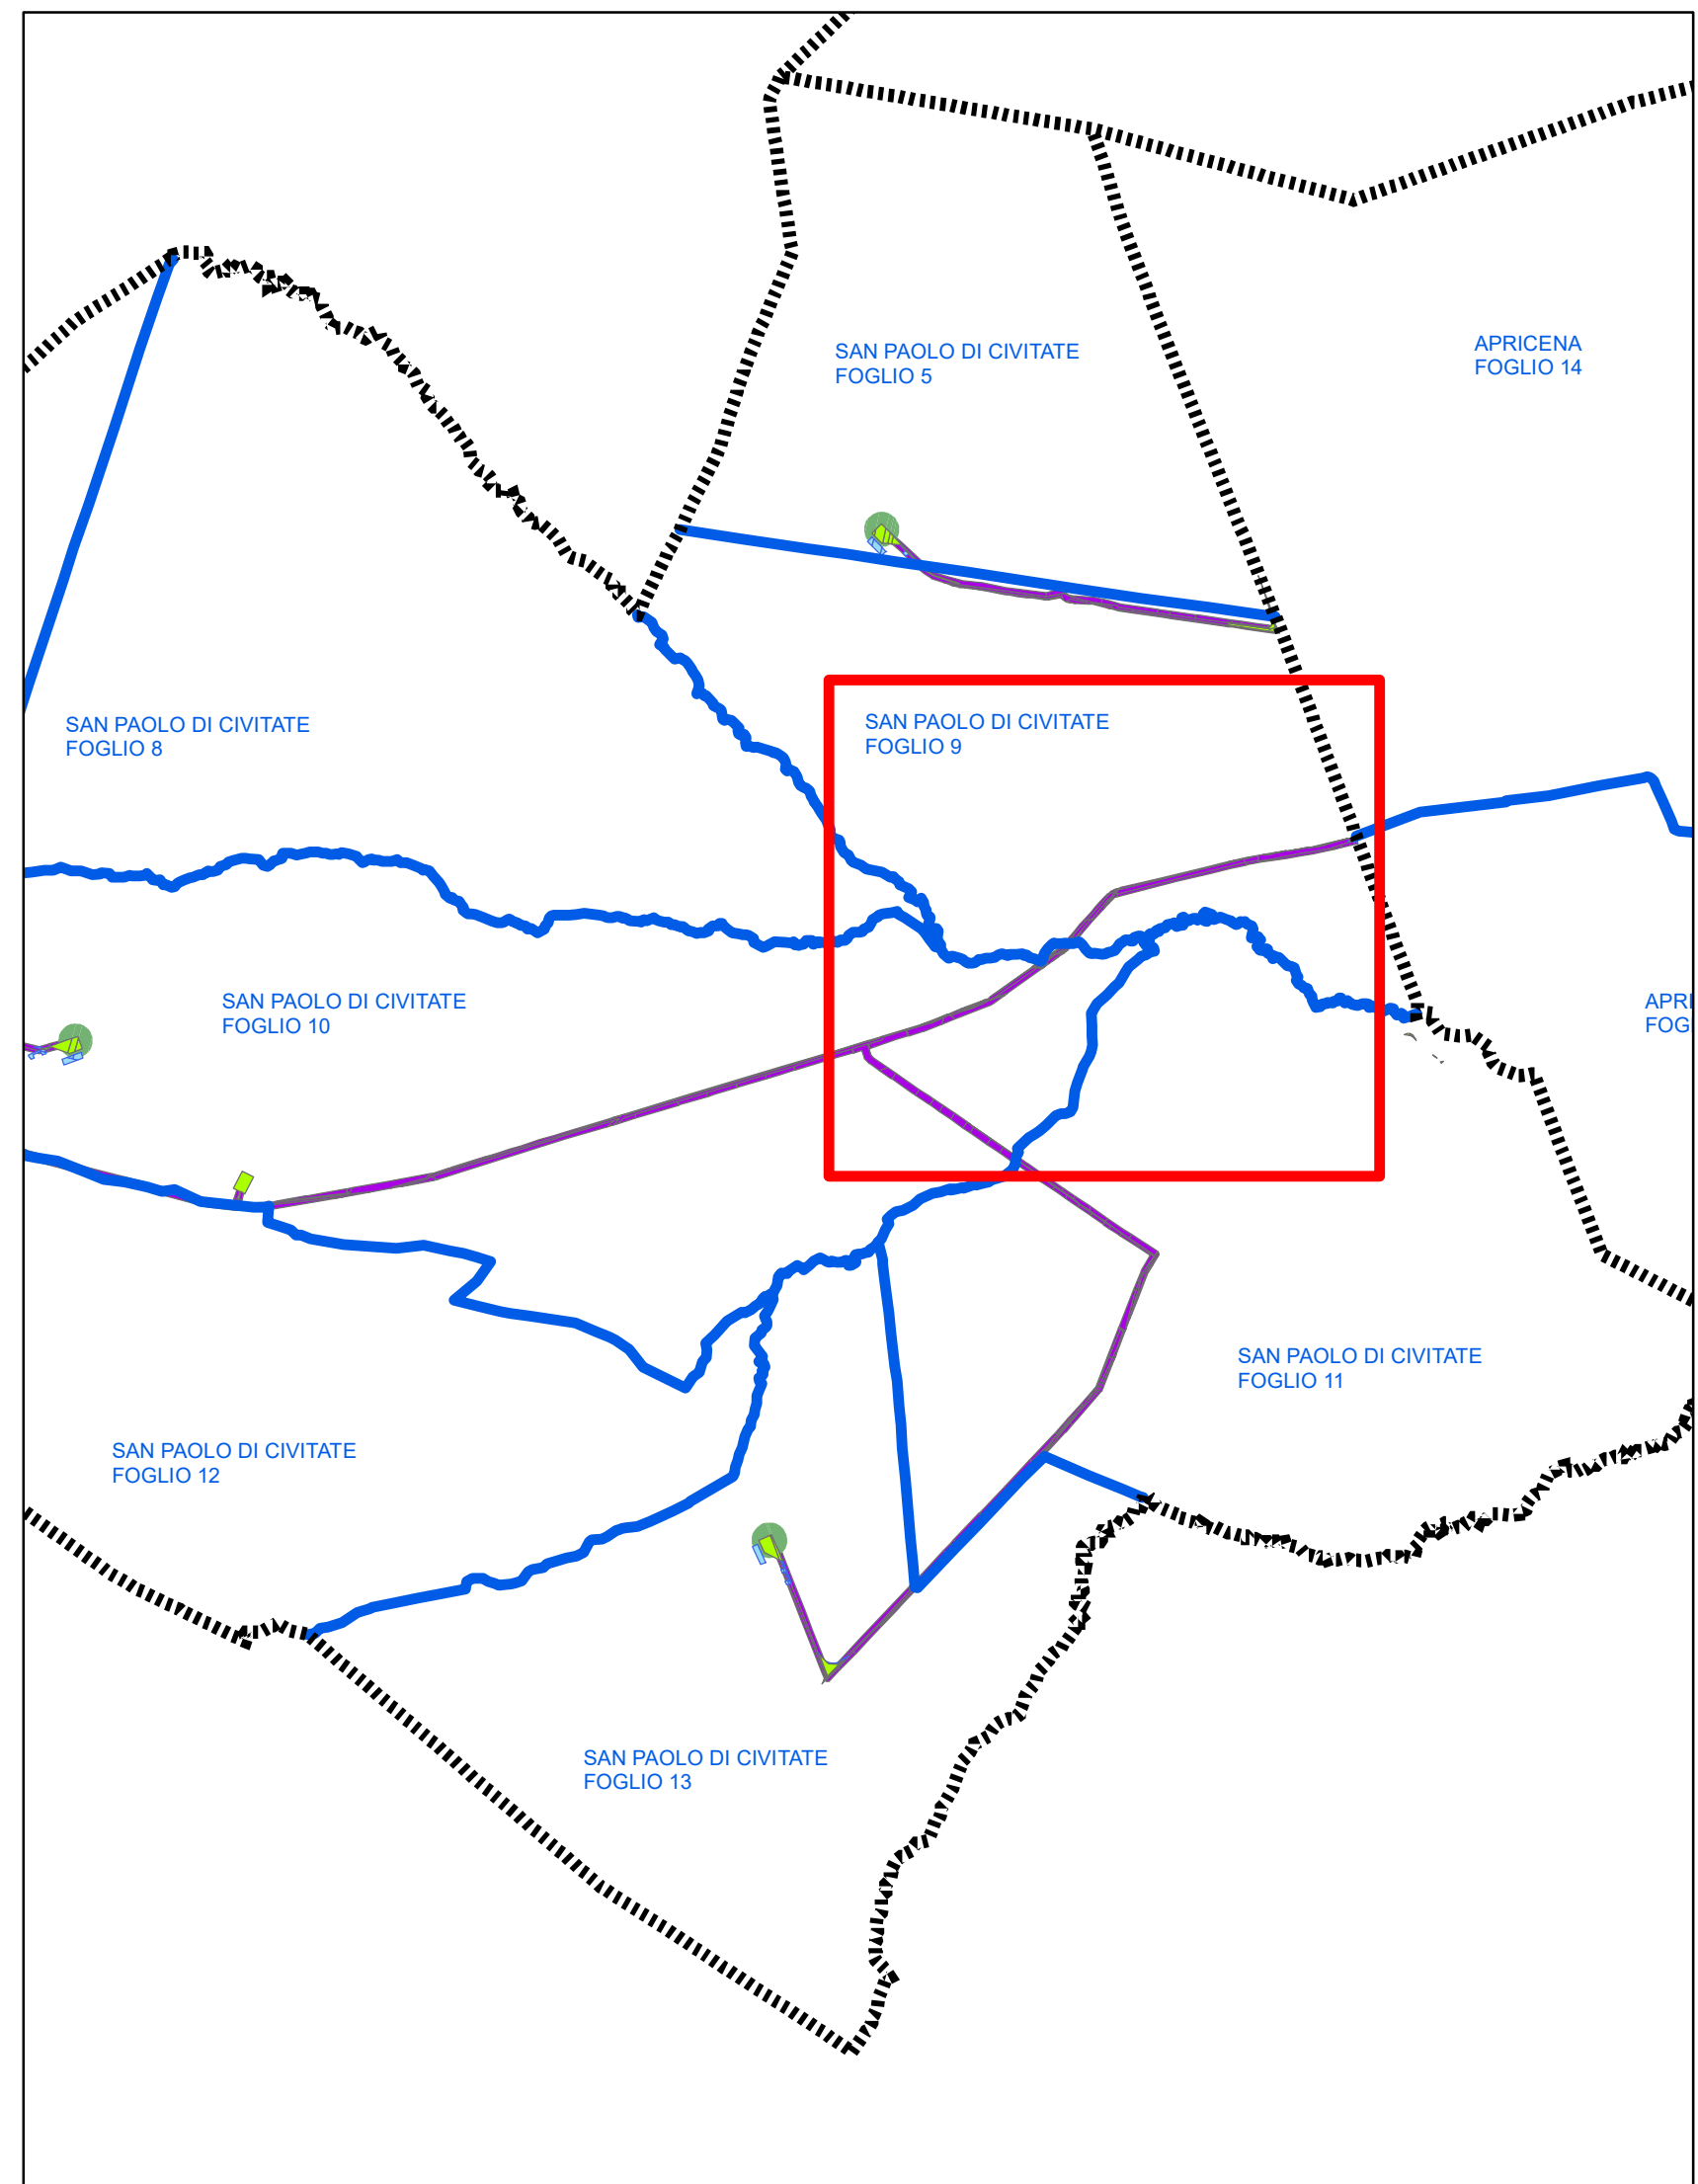 SAN PAOLO DI CIVITATE
FOGLIO 5
APRICENA
FOGLIO 14
SAN PAOLO DI CIVITATE
FOGLIO 8
SAN PAOLO DI CIVITATE
FOGLIO 9
SAN PAOLO DI CIVITATE
FOGLIO 10
APRI
FOG
SAN PAOLO DI CIVITATE
FOGLIO 11
SAN PAOLO DI CIVITATE
FOGLIO 12
SAN PAOLO DI CIVITATE
FOGLIO 13